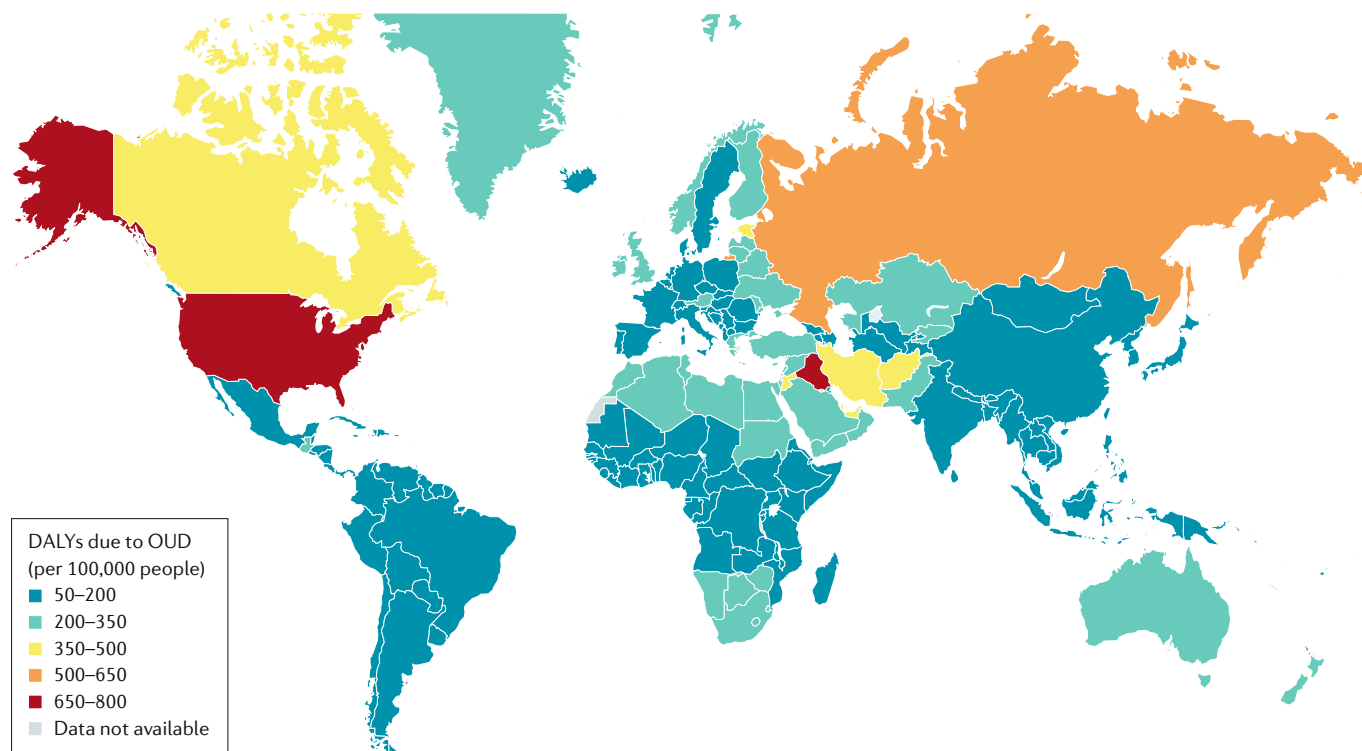 DALYs due to OUD
(per 100,000 people)
50–200
200–350
350–500
500–650
650–800
Data not available